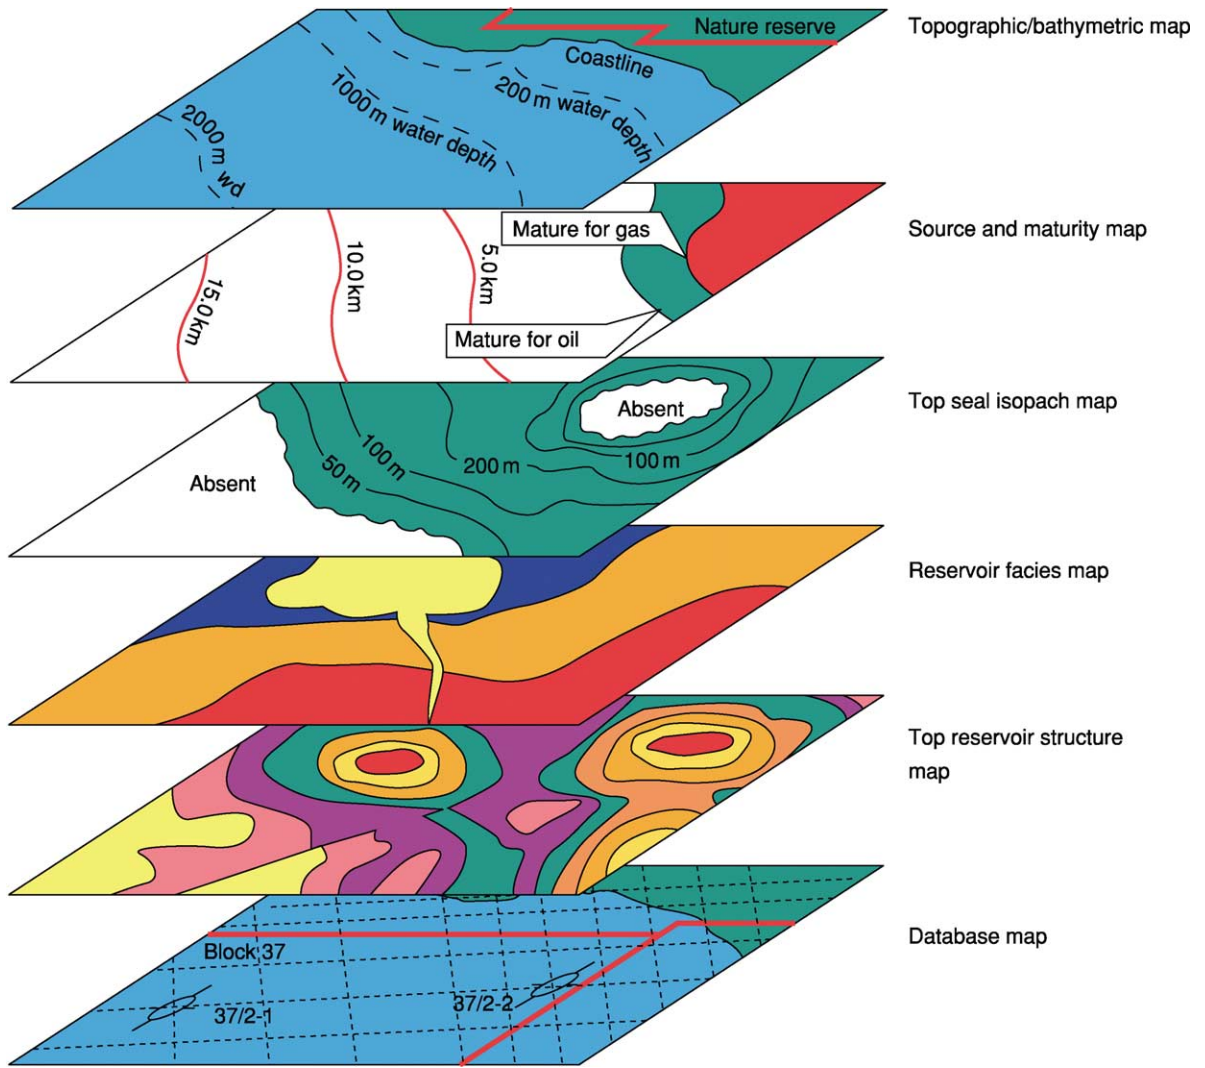 Nature reserve
Topographic/bathymetric map
Coastline
200 m water depth
1000 m water depth
2000 m wd
Mature for gas
Source and maturity map
15.0 km
10.0 km
5.0 km
Mature for oil
Top seal isopach map
Absent
Absent
50 m
100 m
200 m
100 m
Reservoir facies map
Top reservoir structure
map
Database map
Block 37
37/2-1
37/2-2